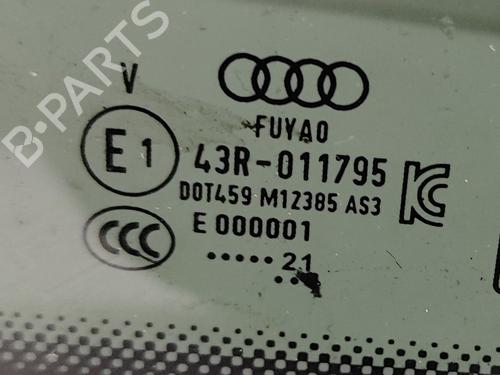 B-PARTS
V
FUYAO
E1
43R-011795
DOT459 M12385 AS3
KC
CCC
E 000001
..... 21
..